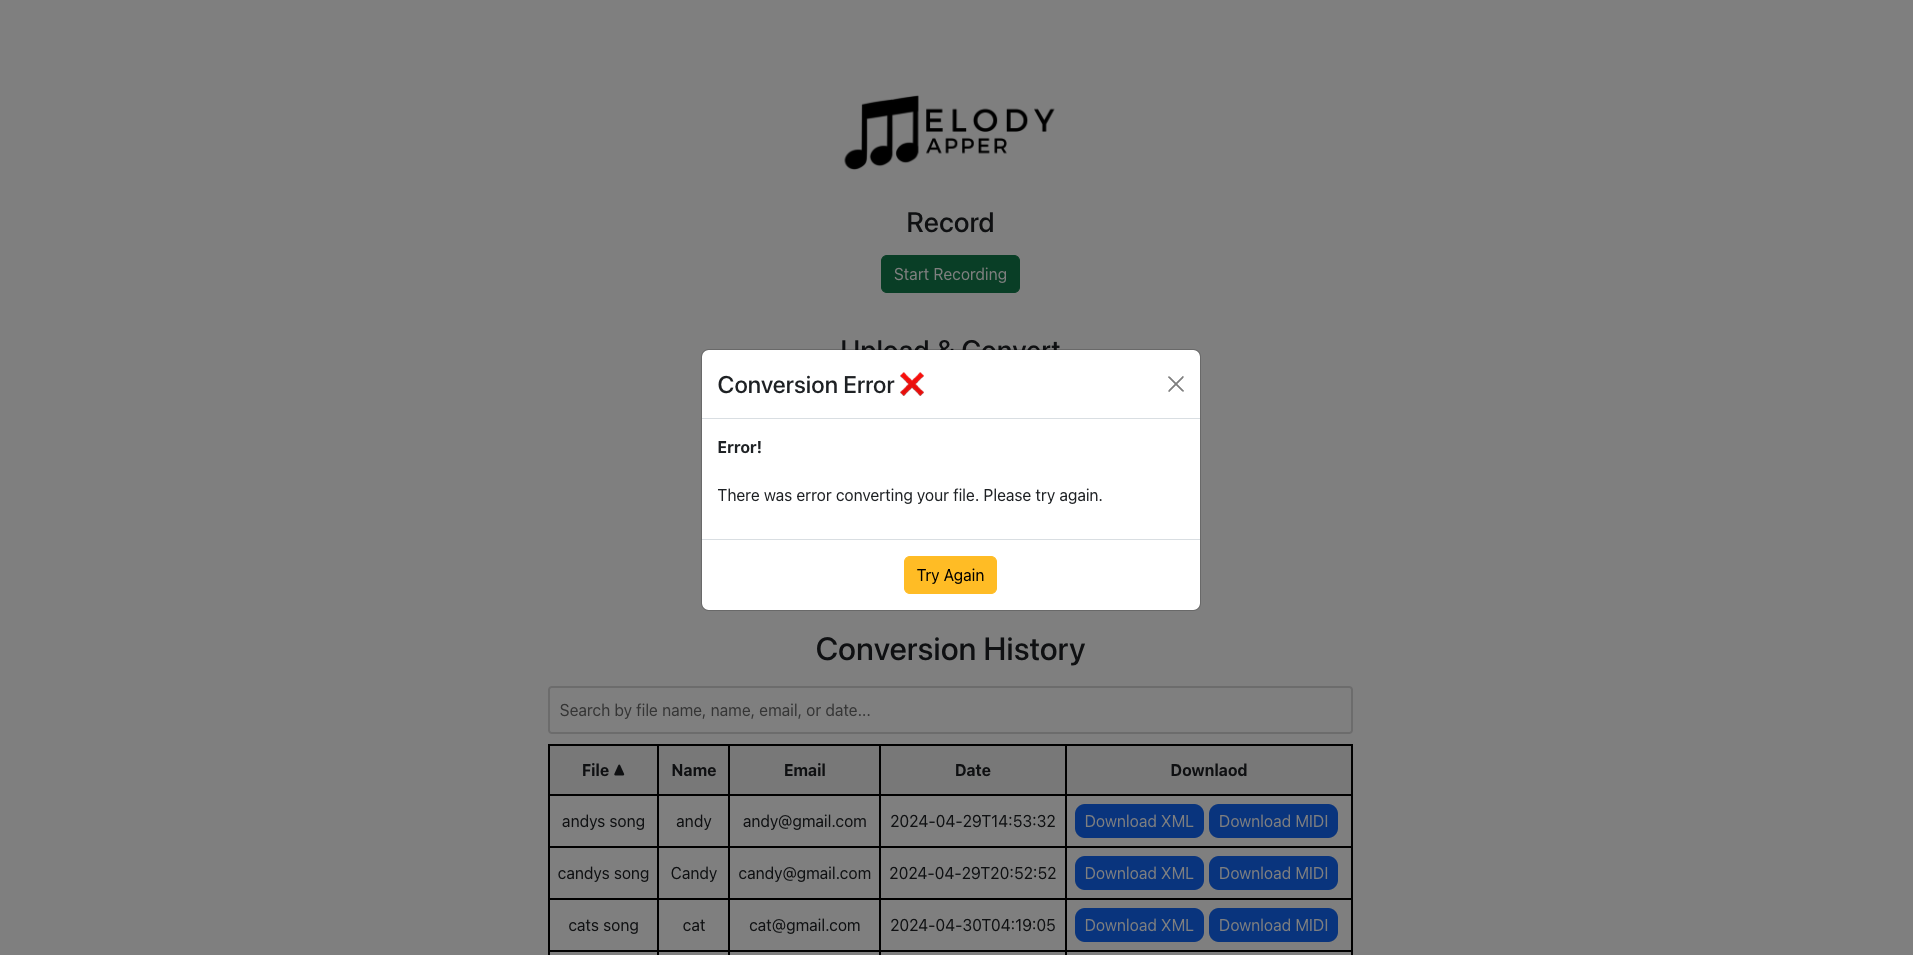 ELODY
APPER
Record
Start Recording
Upload & Convert
Conversion Error ❌
Error!
There was error converting your file. Please try again.
Try Again
Conversion History
Search by file name, name, email, or date...
File ▲ Name Email Date Downlaod
andys song andy andy@gmail.com 2024-04-29T14:53:32 Download XML Download MIDI
candys song Candy candy@gmail.com 2024-04-29T20:52:52 Download XML Download MIDI
cats song cat cat@gmail.com 2024-04-30T04:19:05 Download XML Download MIDI